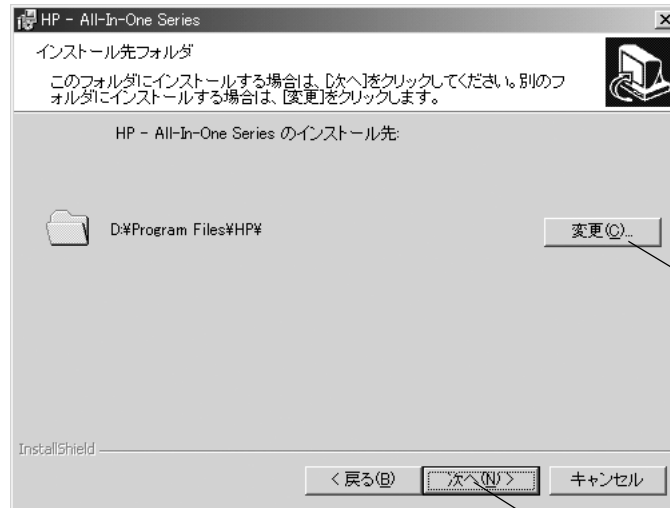 HP - All-In-One Series
インストール先フォルダ
このフォルダにインストールする場合は、[次へ]をクリックしてください。別のフ
ォルダにインストールする場合は、[変更]をクリックします。
HP - All-In-One Series のインストール先:
D:¥Program Files¥HP¥
変更(C)...
InstallShield
< 戻る(B)
次へ(N) >
キャンセル